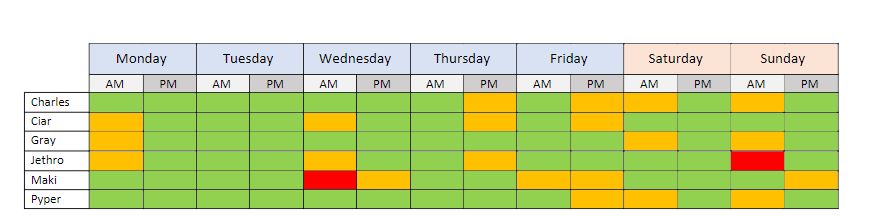 Monday Tuesday Wednesday Thursday Friday Saturday Sunday
AM PM AM PM AM PM AM PM AM PM AM PM AM PM
Charles
Ciar
Gray
Jethro
Maki
Pyper